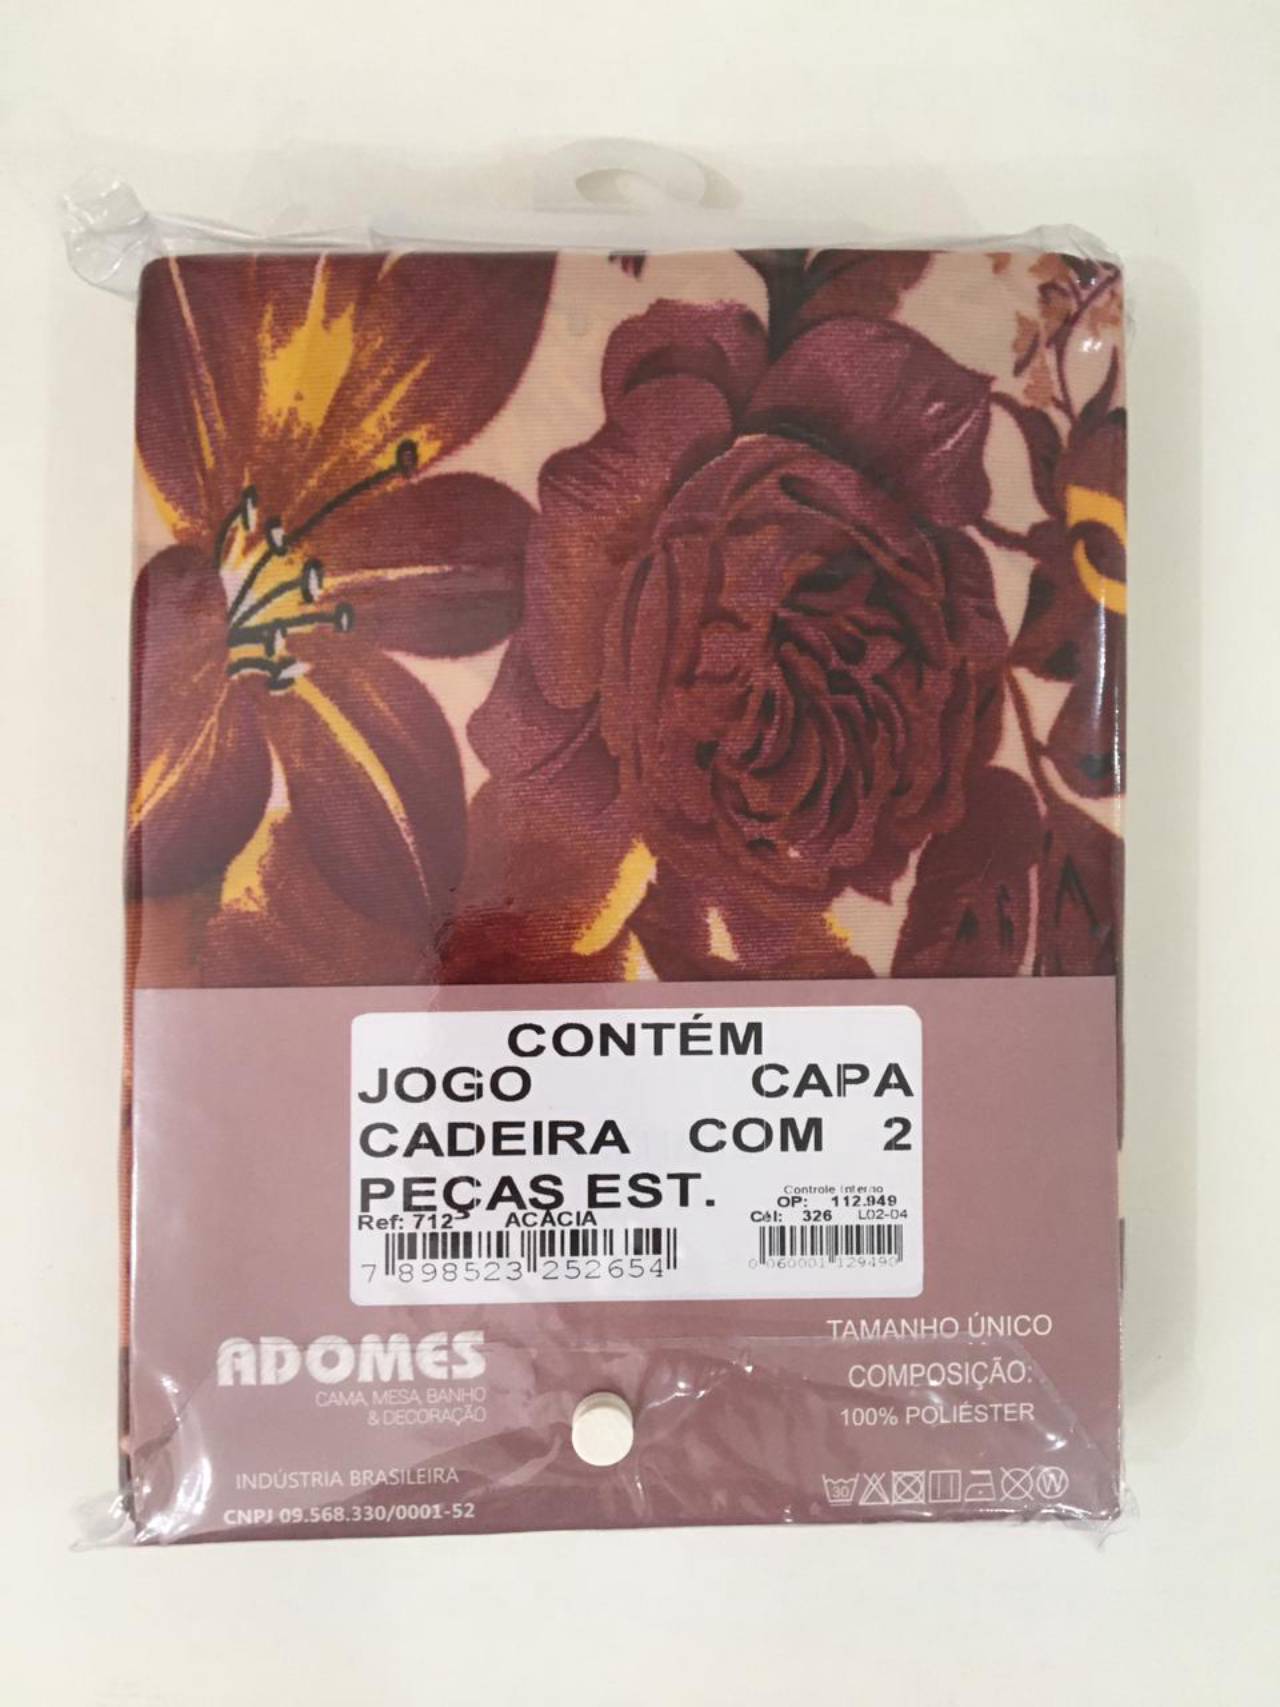 CONTÉM
JOGO CAPA
CADEIRA COM 2
PEÇAS EST.
Controle Interno
OP: 112.949
Ref: 712 ACÁCIA
Cél: 326 L02-04
7 898523 252654
0 060001 129490
ADOMES
CAMA, MESA, BANHO
& DECORAÇÃO
INDÚSTRIA BRASILEIRA
CNPJ 09.568.330/0001-52
TAMANHO ÚNICO
COMPOSIÇÃO:
100% POLIÉSTER
30
W